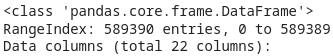 <class 'pandas.core.frame.DataFrame'>
RangeIndex: 589390 entries, 0 to 589389
Data columns (total 22 columns):